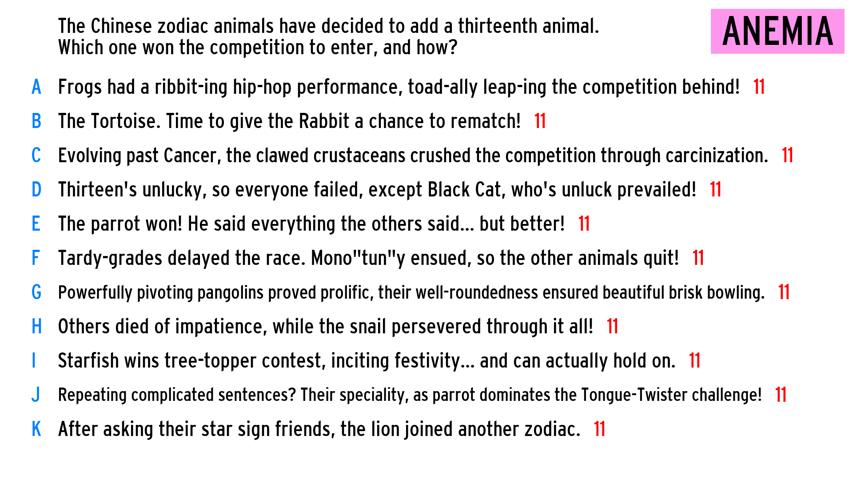 The Chinese zodiac animals have decided to add a thirteenth animal.
Which one won the competition to enter, and how?
ANEMIA
A Frogs had a ribbit-ing hip-hop performance, toad-ally leap-ing the competition behind! 11
B The Tortoise. Time to give the Rabbit a chance to rematch! 11
C Evolving past Cancer, the clawed crustaceans crushed the competition through carcinization. 11
D Thirteen's unlucky, so everyone failed, except Black Cat, who's unluck prevailed! 11
E The parrot won! He said everything the others said... but better! 11
F Tardy-grades delayed the race. Mono"tun"y ensued, so the other animals quit! 11
G Powerfully pivoting pangolins proved prolific, their well-roundedness ensured beautiful brisk bowling. 11
H Others died of impatience, while the snail persevered through it all! 11
I Starfish wins tree-topper contest, inciting festivity... and can actually hold on. 11
J Repeating complicated sentences? Their speciality, as parrot dominates the Tongue-Twister challenge! 11
K After asking their star sign friends, the lion joined another zodiac. 11